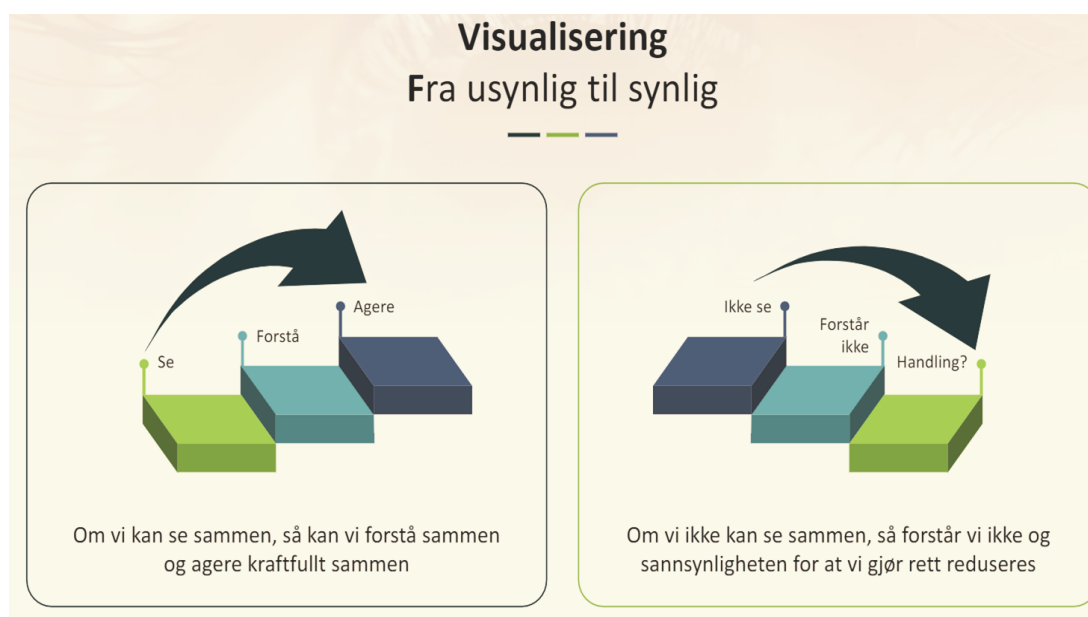 Visualisering
Fra usynlig til synlig
Agere
Forstå
Se
Om vi kan se sammen, så kan vi forstå sammen
og agere kraftfullt sammen
Ikke se
Forstår
ikke
Handling?
Om vi ikke kan se sammen, så forstår vi ikke og
sannsynligheten for at vi gjør rett reduseres